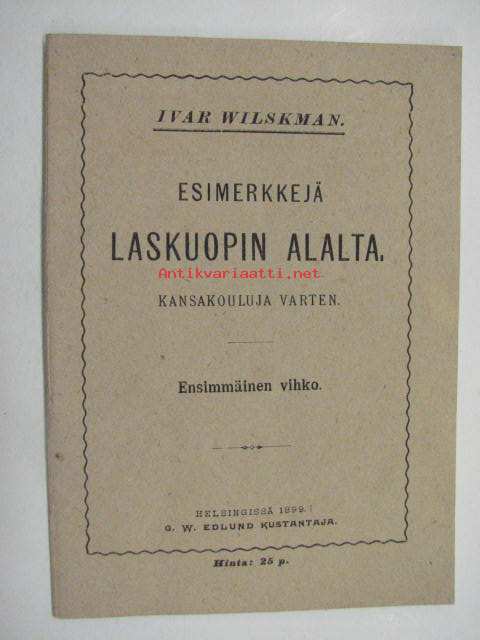 IVAR WILSKMAN.
ESIMERKKEJÄ
LASKUOPIN ALALTA.
Antikvariaatti.net
KANSAKOULUJA VARTEN.
Ensimmäinen vihko.
HELSINGISSÄ 1899.
G. W. EDLUND KUSTANTAJA.
Hinta: 25 p.